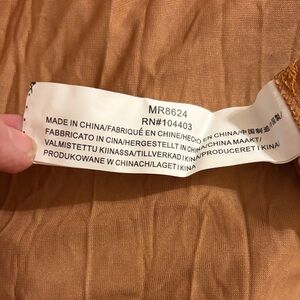 MR8624
RN#104403
MADE IN CHINA/FABRIQUÉ EN CHINE/HECHO EN CHINA/中国制造
FABBRICATO IN CINA/HERGESTELLT IN CHINA/CHINA MAAKT/
VALMISTETTU KIINASSA/TILLVERKAD I KINA/PRODUCERET I KINA
PRODUKOWANE W CHINACH/LAGET I KINA